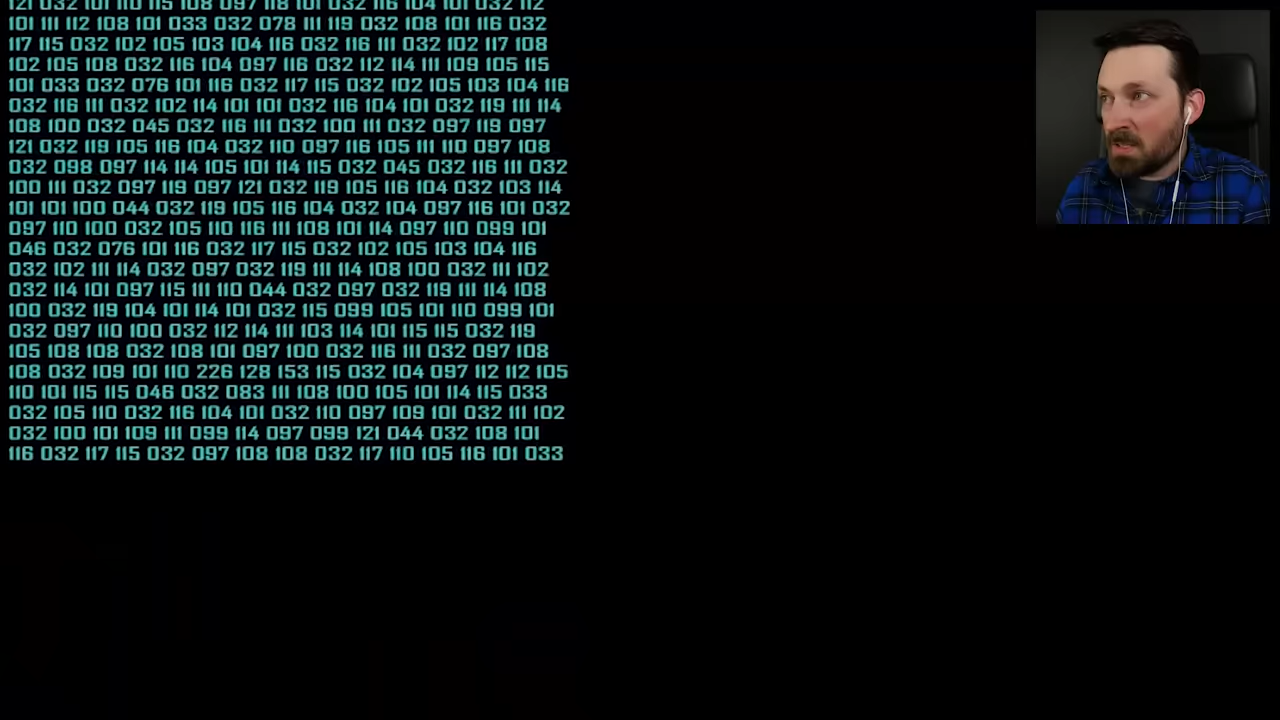 121 032 101 110 115 108 097 118 101 032 116 104 101 032 112
101 111 112 108 101 033 032 078 111 119 032 108 101 116 032
117 115 032 102 105 103 104 116 032 116 111 032 102 117 108
102 105 108 032 116 104 097 116 032 112 114 111 109 105 115
101 033 032 076 101 116 032 117 115 032 102 105 103 104 116
032 116 111 032 102 114 101 101 032 116 104 101 032 119 111 114
108 100 032 045 032 116 111 032 100 111 032 097 119 097
121 032 119 105 116 104 032 110 097 116 105 111 110 097 108
032 098 097 114 114 105 101 114 115 032 045 032 116 111 032
100 111 032 097 119 097 121 032 119 105 116 104 032 103 114
101 101 100 044 032 119 105 116 104 032 104 097 116 101 032
097 110 100 032 105 110 116 111 108 101 114 097 110 099 101
046 032 076 101 116 032 117 115 032 102 105 103 104 116
032 102 111 114 032 097 032 119 111 114 108 100 032 111 102
032 114 101 097 115 111 110 044 032 097 032 119 111 114 108
100 032 119 104 101 114 101 032 115 099 105 101 110 099 101
032 097 110 100 032 112 114 111 103 114 101 115 115 032 119
105 108 108 032 108 101 097 100 032 116 111 032 097 108
108 032 109 101 110 226 128 153 115 032 104 097 112 112 105
110 101 115 115 046 032 083 111 108 100 105 101 114 115 033
032 105 110 032 116 104 101 032 110 097 109 101 032 111 102
032 100 101 109 111 099 114 097 099 121 044 032 108 101
116 032 117 115 032 097 108 108 032 117 110 105 116 101 033